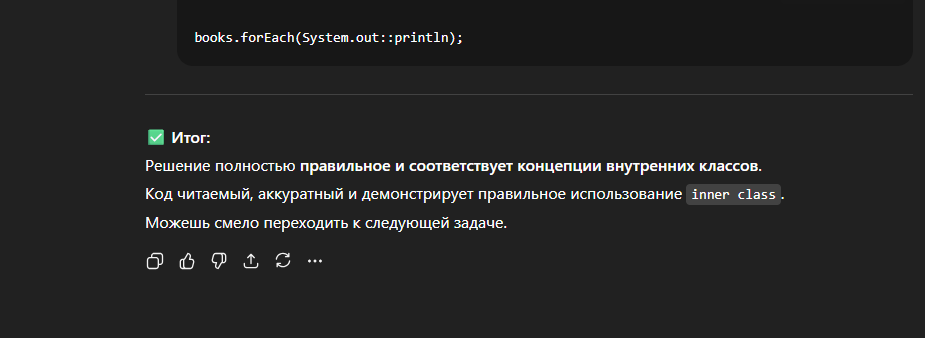 books.forEach(System.out::println);
✅ Итог:
Решение полностью правильное и соответствует концепции внутренних классов.
Код читаемый, аккуратный и демонстрирует правильное использование inner class.
Можешь смело переходить к следующей задаче.